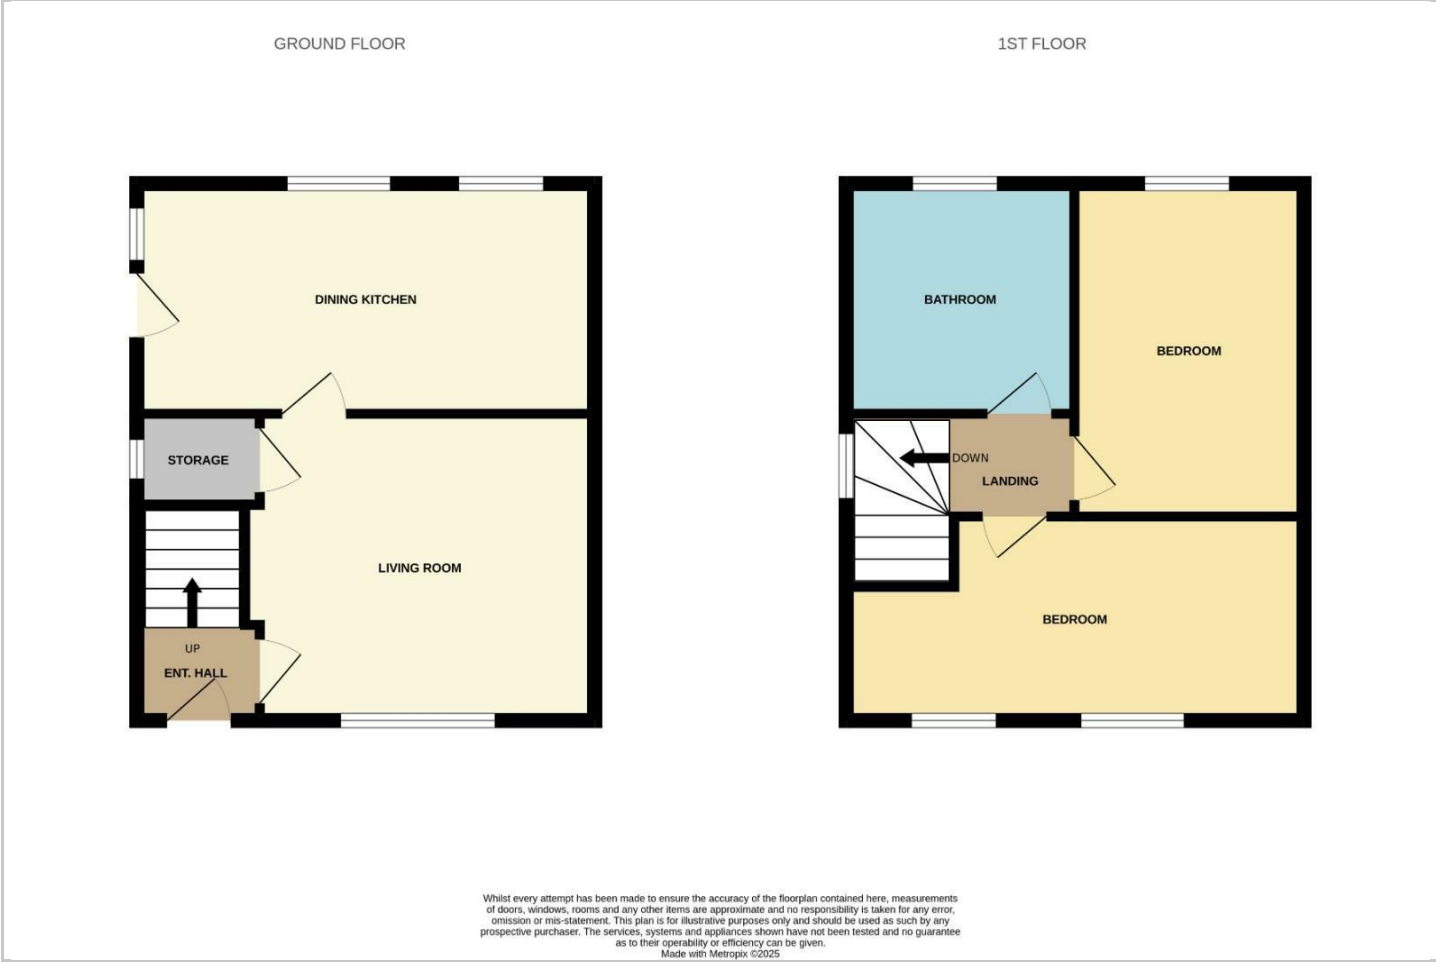 GROUND FLOOR
1ST FLOOR
DINING KITCHEN
STORAGE
LIVING ROOM
UP
ENT. HALL
BATHROOM
BEDROOM
DOWN
LANDING
BEDROOM
Whilst every attempt has been made to ensure the accuracy of the floorplan contained here, measurements
of doors, windows, rooms and any other items are approximate and no responsibility is taken for any error,
omission or mis-statement. This plan is for illustrative purposes only and should be used as such by any
prospective purchaser. The services, systems and appliances shown have not been tested and no guarantee
as to their operability or efficiency can be given.
Made with Metropix ©2025